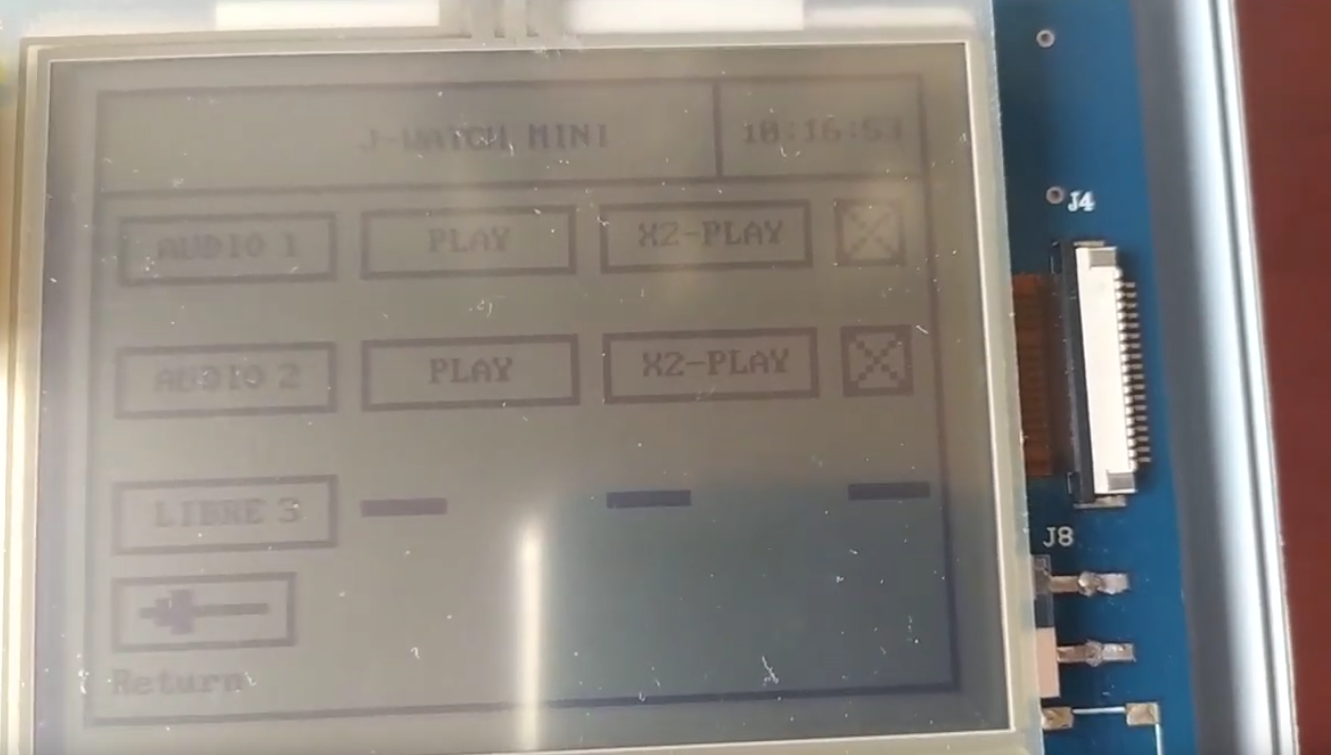 J-WATCH MINI 10:16:53
AUDIO 1 PLAY X2-PLAY
AUDIO 2 PLAY X2-PLAY
LIBRE 3
Return
J4
J8